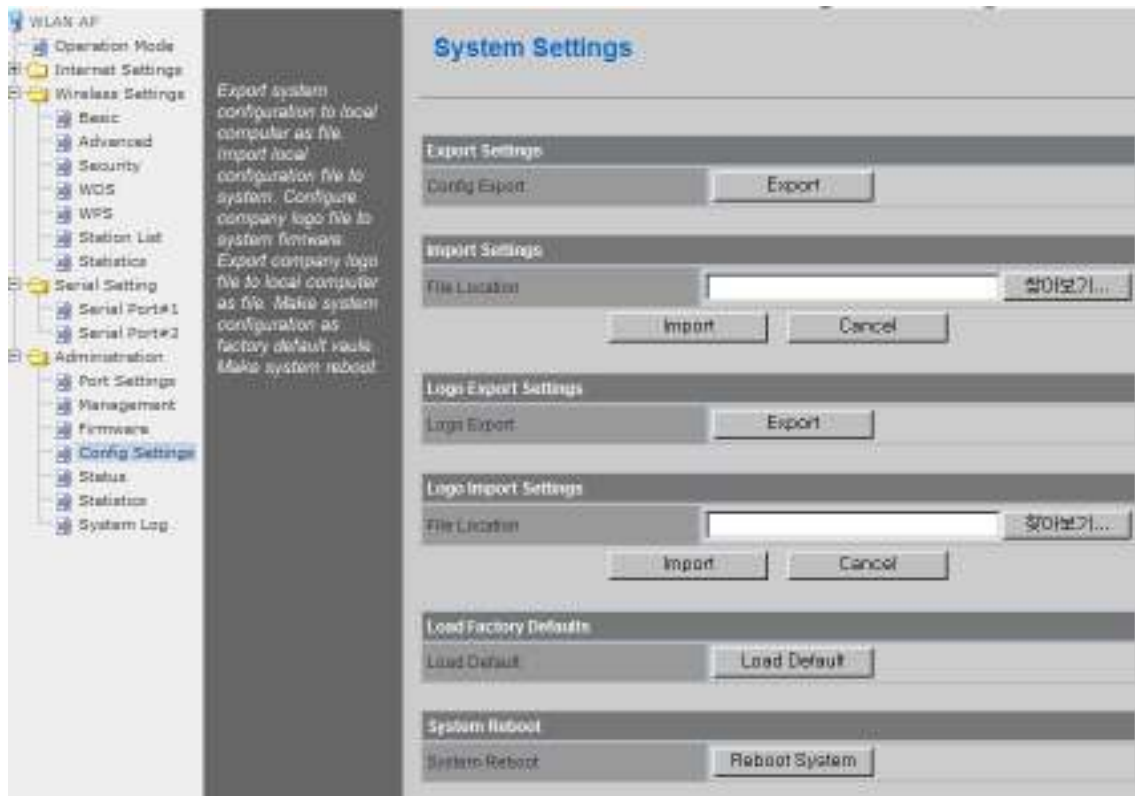 WLAN AP
Operation Mode
Internet Settings
Wireless Settings
Basic
Advanced
Security
WDS
WPS
Station List
Statistics
Serial Setting
Serial Port#1
Serial Port#2
Administration
Port Settings
Management
Firmware
Config Settings
Status
Statistics
System Log
Export system
configuration to local
computer as file.
Import local
configuration file to
system. Configure
company logo file to
system firmware.
Export company logo
file to local computer
as file. Make system
configuration as
factory default vaule.
Make system reboot.
System Settings
Export Settings
Config Export
Export
Import Settings
File Location
찾아보기...
Import
Cancel
Logo Export Settings
Logo Export
Export
Logo Import Settings
File Location
찾아보기...
Import
Cancel
Load Factory Defaults
Load Default
Load Default
System Reboot
System Reboot
Reboot System